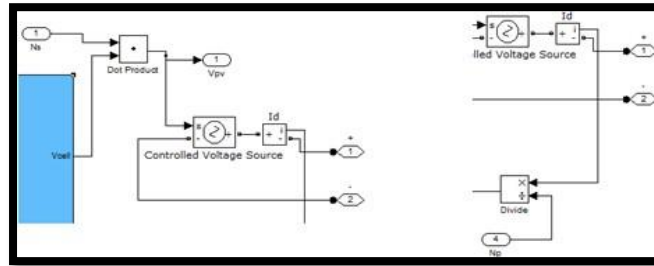 1
Ns
Dot Product
1
Vpv
Vcell
s
Id
i
Controlled Voltage Source
+
1
-
2
s
Id
i
lled Voltage Source
+
1
-
2
×
÷
Divide
4
Np